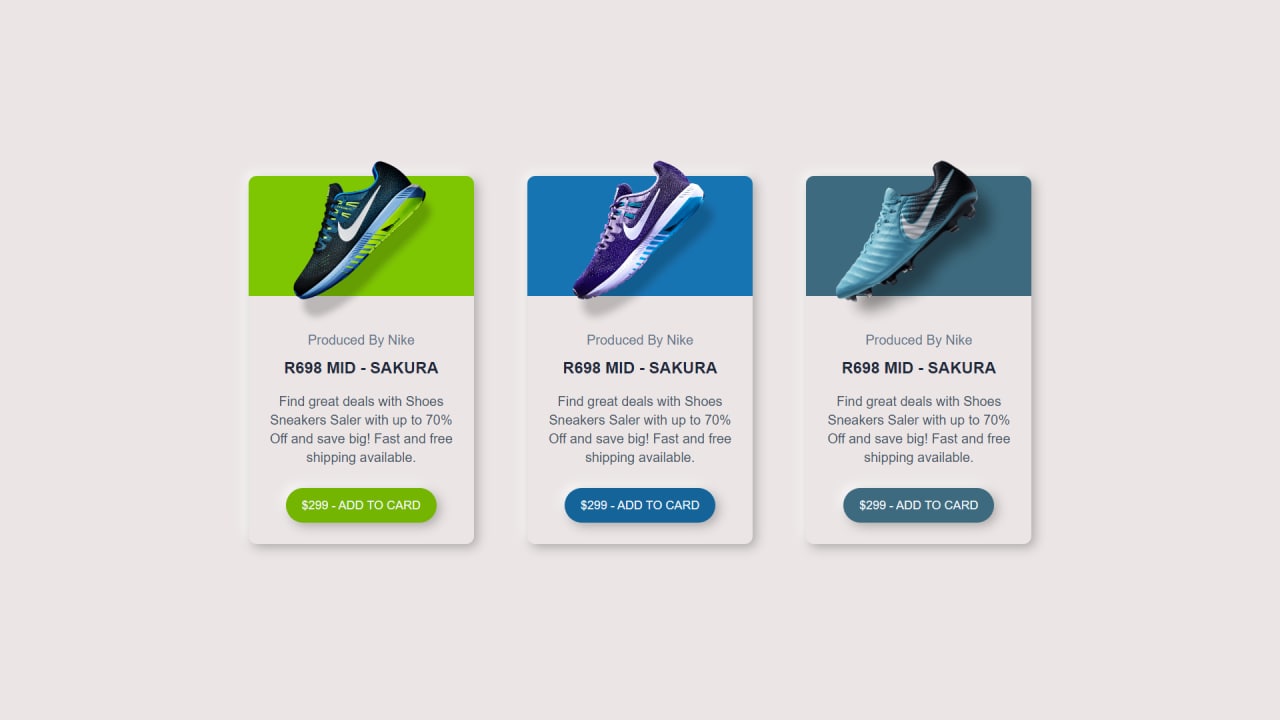 Produced By Nike
R698 MID - SAKURA
Find great deals with Shoes
Sneakers Saler with up to 70%
Off and save big! Fast and free
shipping available.
$299 - ADD TO CARD
Produced By Nike
R698 MID - SAKURA
Find great deals with Shoes
Sneakers Saler with up to 70%
Off and save big! Fast and free
shipping available.
$299 - ADD TO CARD
Produced By Nike
R698 MID - SAKURA
Find great deals with Shoes
Sneakers Saler with up to 70%
Off and save big! Fast and free
shipping available.
$299 - ADD TO CARD